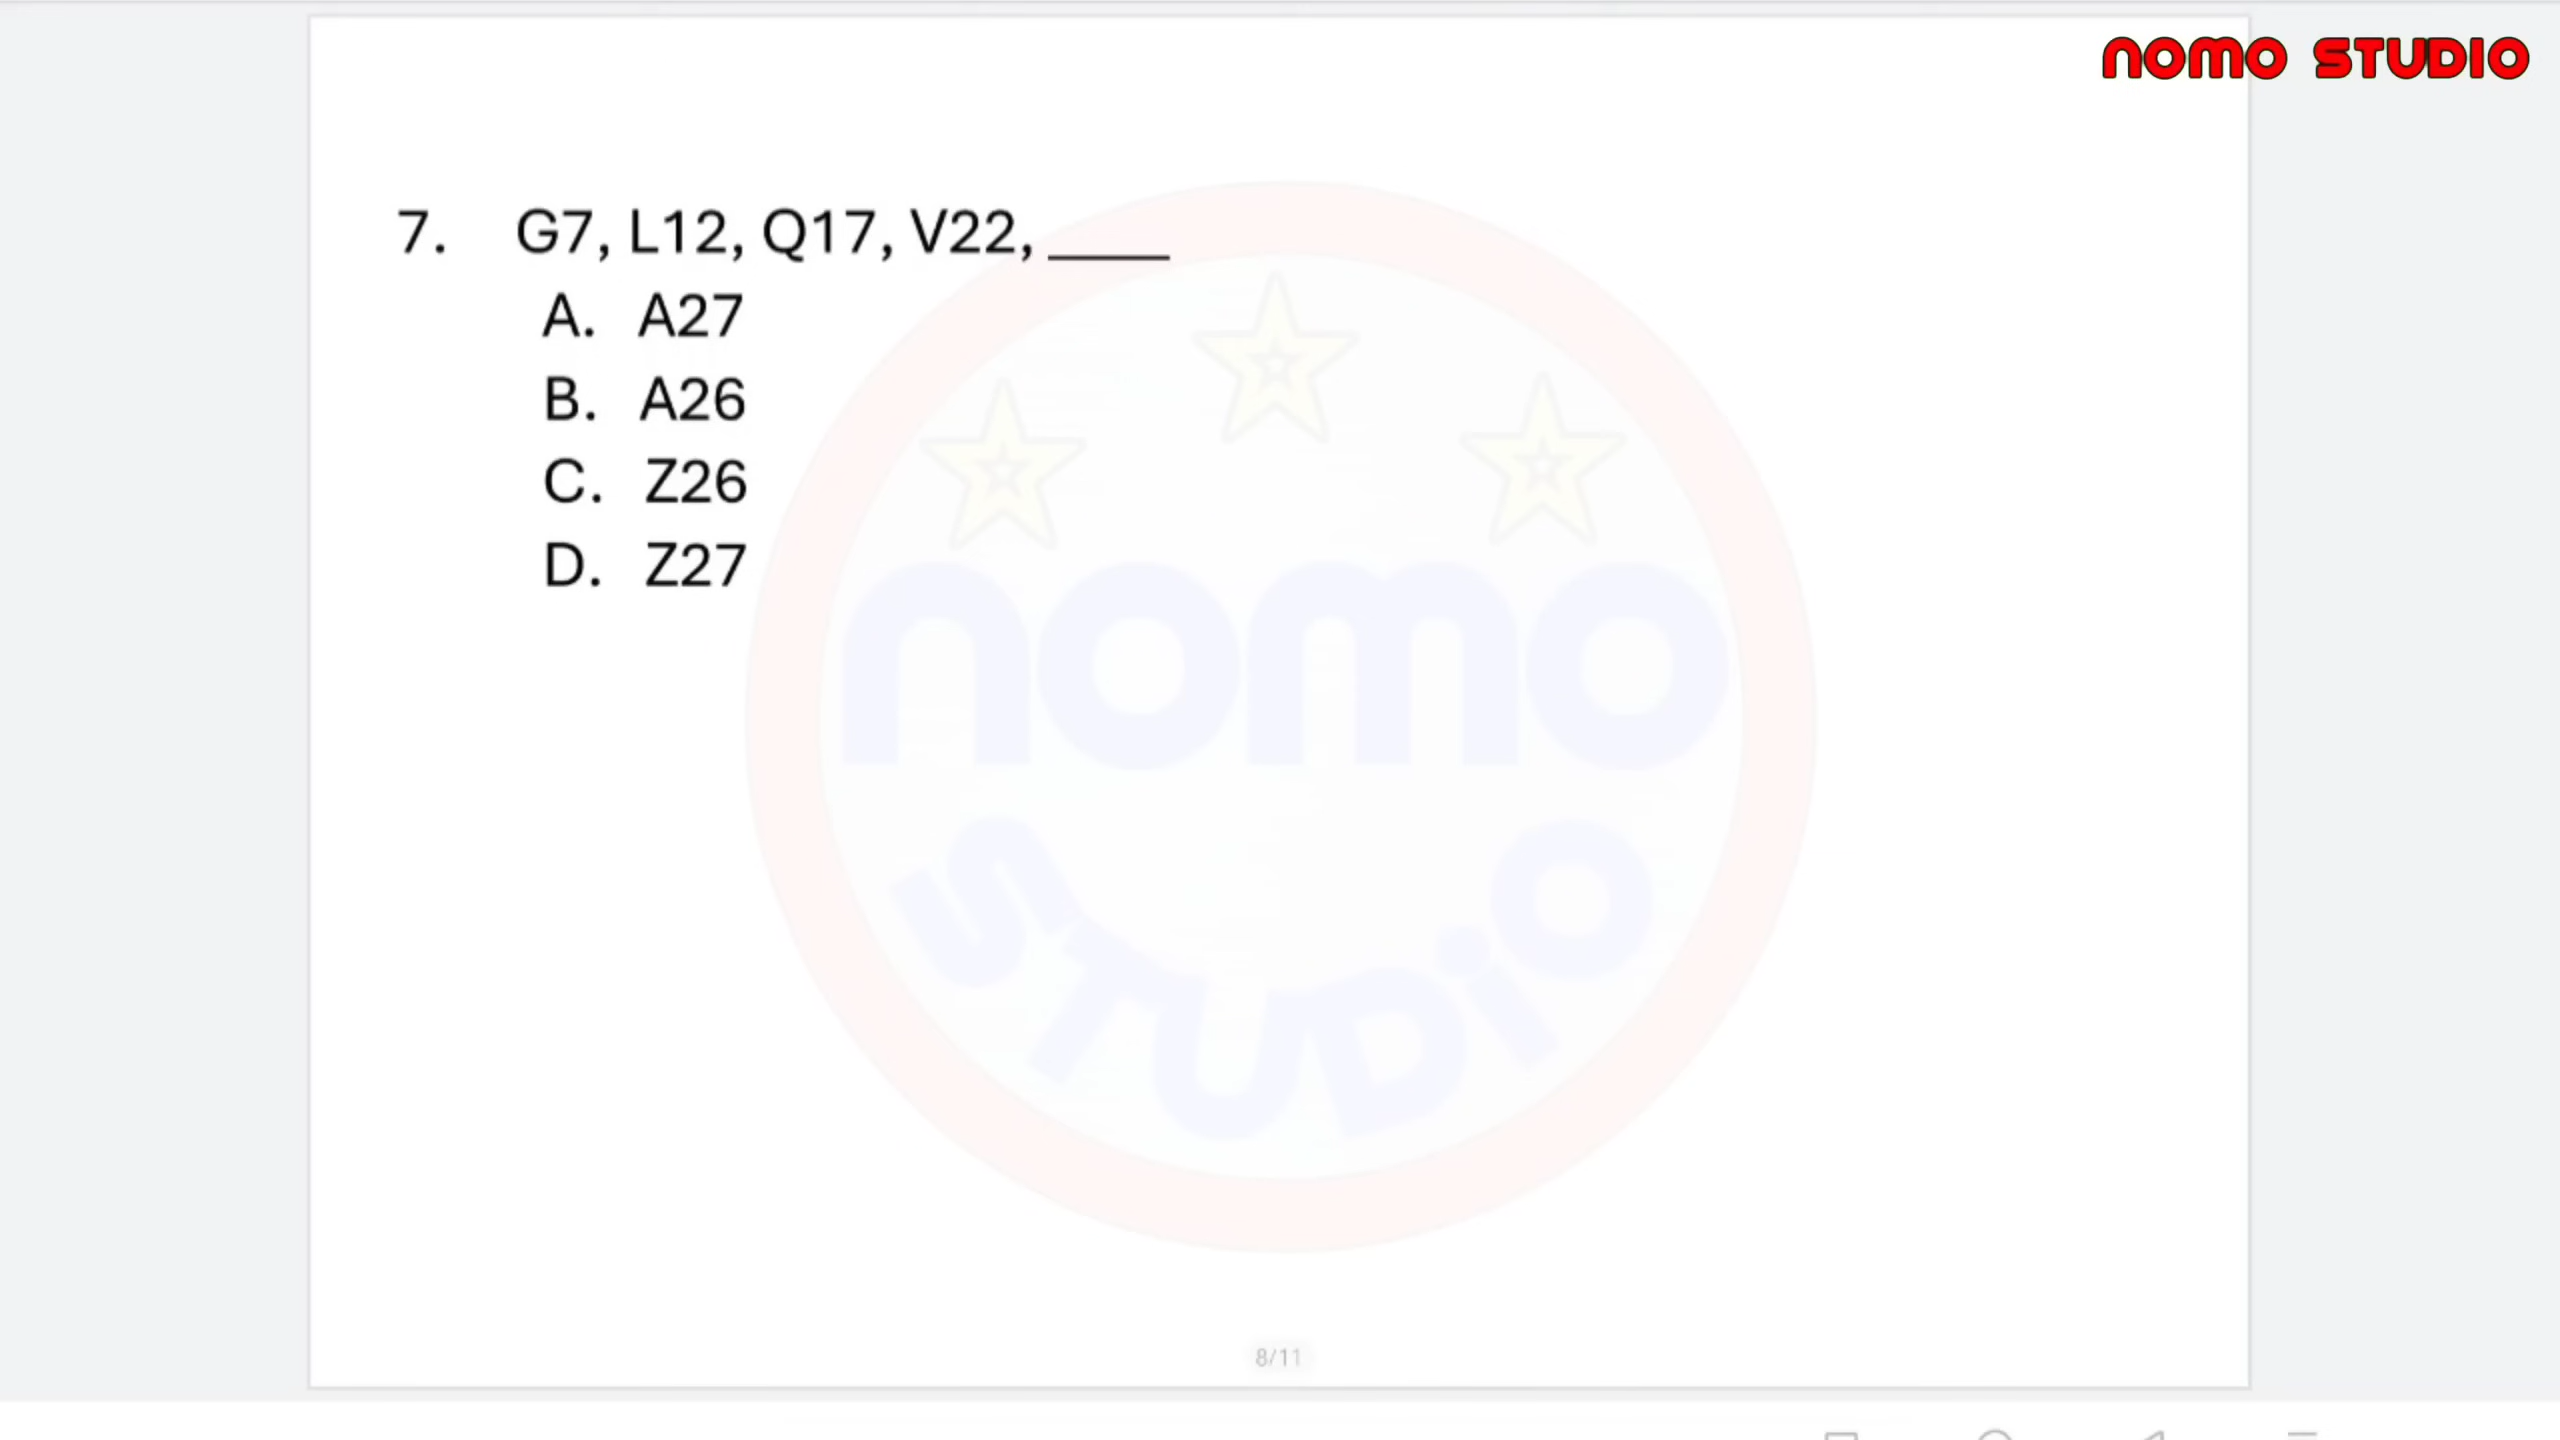 NOMO STUDIO
7. G7, L12, Q17, V22, ____
A. A27
B. A26
C. Z26
D. Z27
nomo
STUDiO
8/11